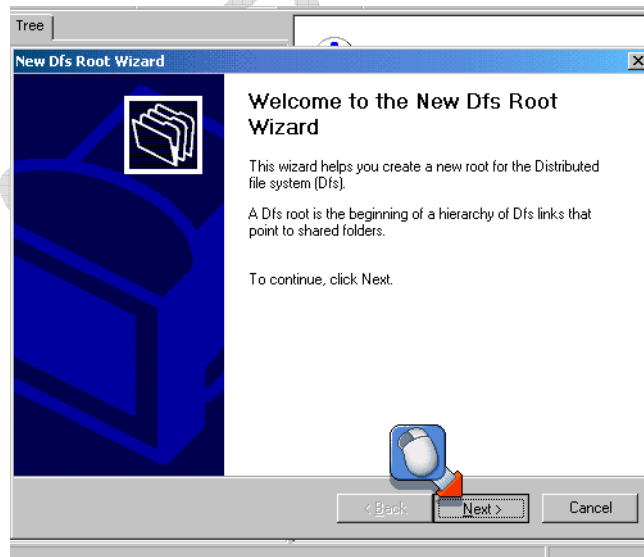 Tree
New Dfs Root Wizard
Welcome to the New Dfs Root
Wizard
This wizard helps you create a new root for the Distributed
file system (Dfs).
A Dfs root is the beginning of a hierarchy of Dfs links that
point to shared folders.
To continue, click Next.
< Back Next > Cancel